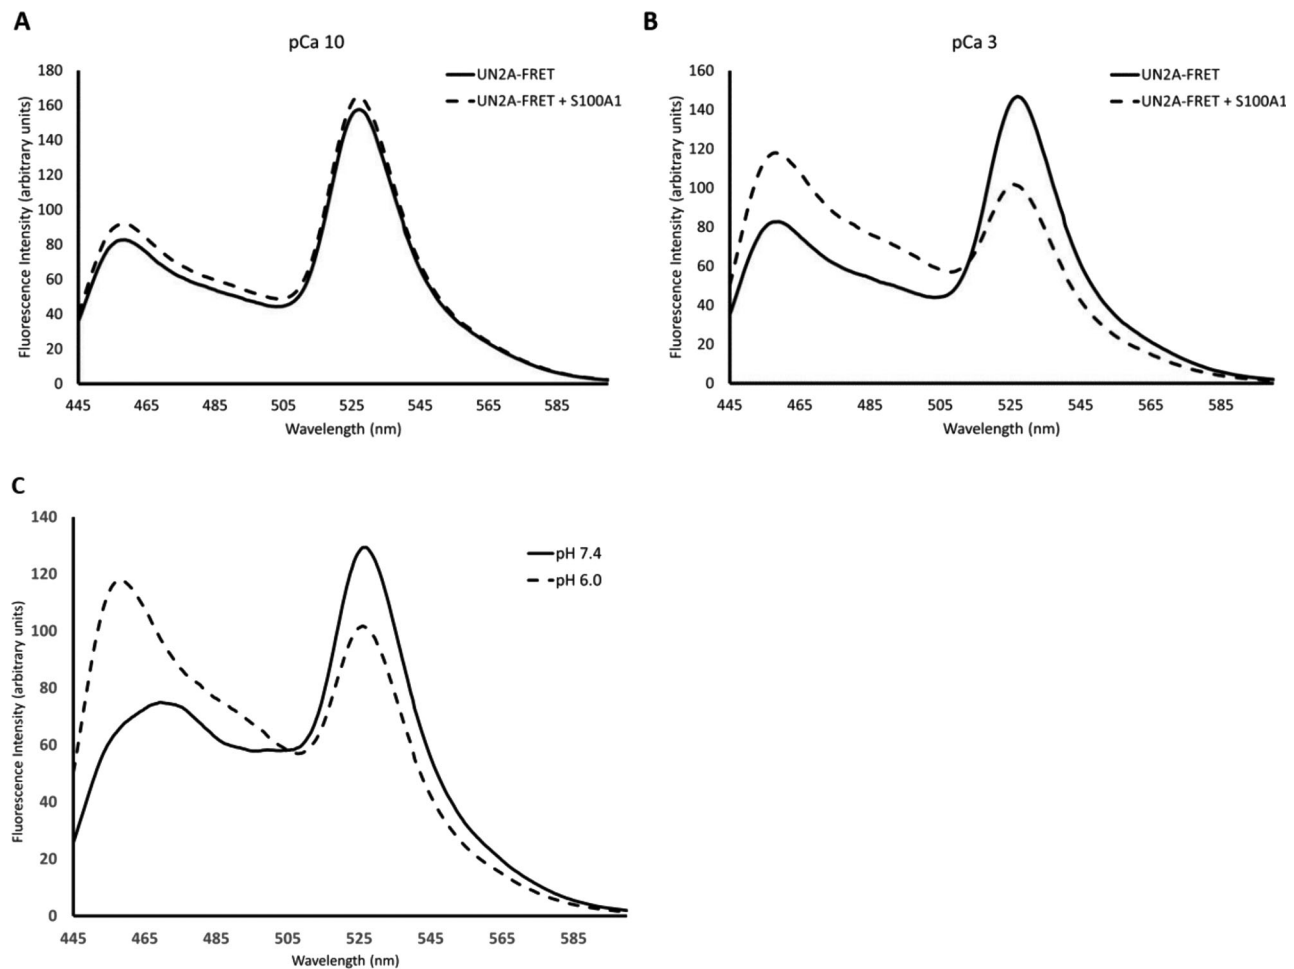 A
pCa 10
180
160
140
120
100
80
60
40
20
0
Fluorescence Intensity (arbitrary units)
445 465 485 505 525 545 565 585
Wavelength (nm)
UN2A-FRET
UN2A-FRET + S100A1
B
pCa 3
160
140
120
100
80
60
40
20
0
Fluorescence Intensity (arbitrary units)
445 465 485 505 525 545 565 585
Wavelength (nm)
UN2A-FRET
UN2A-FRET + S100A1
C
140
120
100
80
60
40
20
0
Fluorescence Intensity (arbitrary units)
445 465 485 505 525 545 565 585
Wavelength (nm)
pH 7.4
pH 6.0